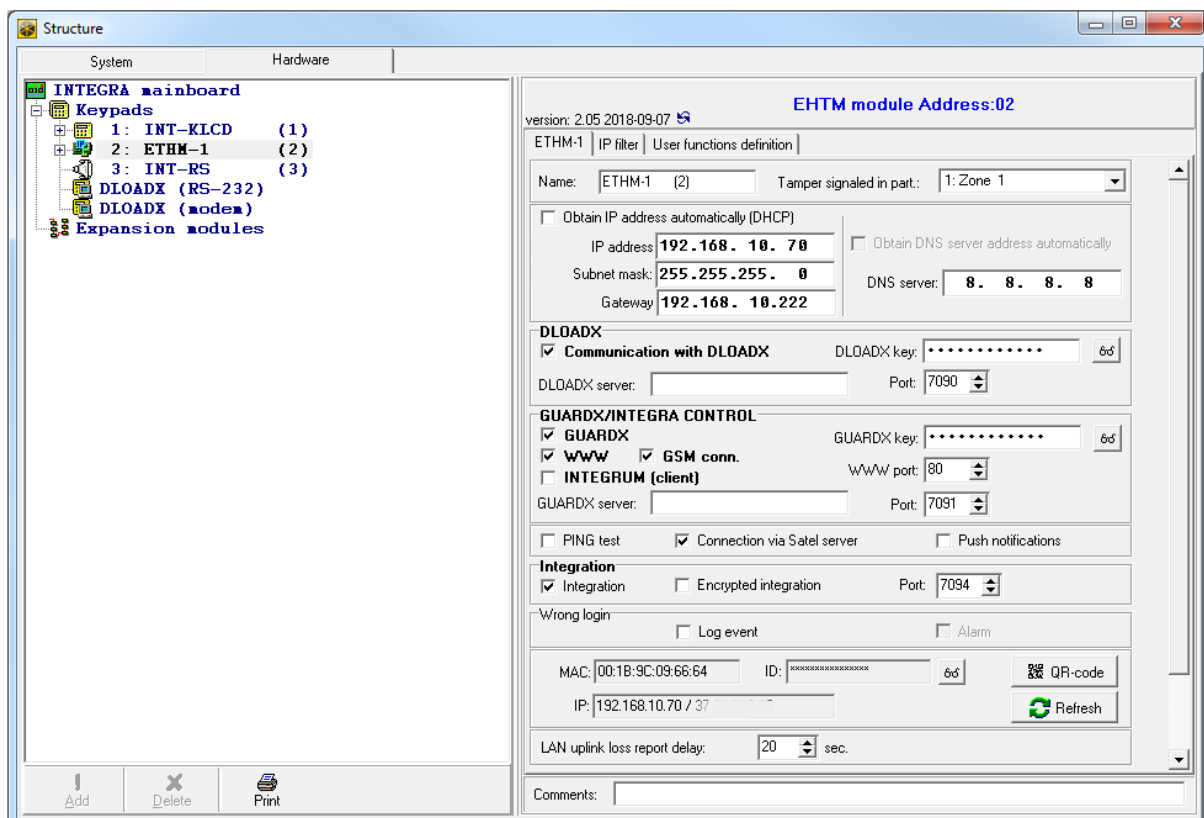 Structure
System Hardware
INTEGRA mainboard
Keypads
1: INT-KLCD (1)
2: ETHM-1 (2)
3: INT-RS (3)
DLOADX (RS-232)
DLOADX (modem)
Expansion modules
Add Delete Print
EHTM module Address:02
version: 2.05 2018-09-07
ETHM-1 IP filter User functions definition
Name: ETHM-1 (2) Tamper signaled in part.: 1: Zone 1
Obtain IP address automatically (DHCP)
IP address 192.168. 10. 70 Obtain DNS server address automatically
Subnet mask: 255.255.255. 0 DNS server: 8. 8. 8. 8
Gateway 192.168. 10.222
DLOADX
Communication with DLOADX DLOADX key: ••••••••••••
DLOADX server: Port: 7090
GUARDX/INTEGRA CONTROL
GUARDX GUARDX key: ••••••••••••
WWW GSM conn. WWW port: 80
INTEGRUM (client)
GUARDX server: Port: 7091
PING test Connection via Satel server Push notifications
Integration
Integration Encrypted integration Port: 7094
Wrong login
Log event Alarm
MAC: 00:1B:9C:09:66:64 ID: **************** QR-code
IP: 192.168.10.70 / 37 Refresh
LAN uplink loss report delay: 20 sec.
Comments: